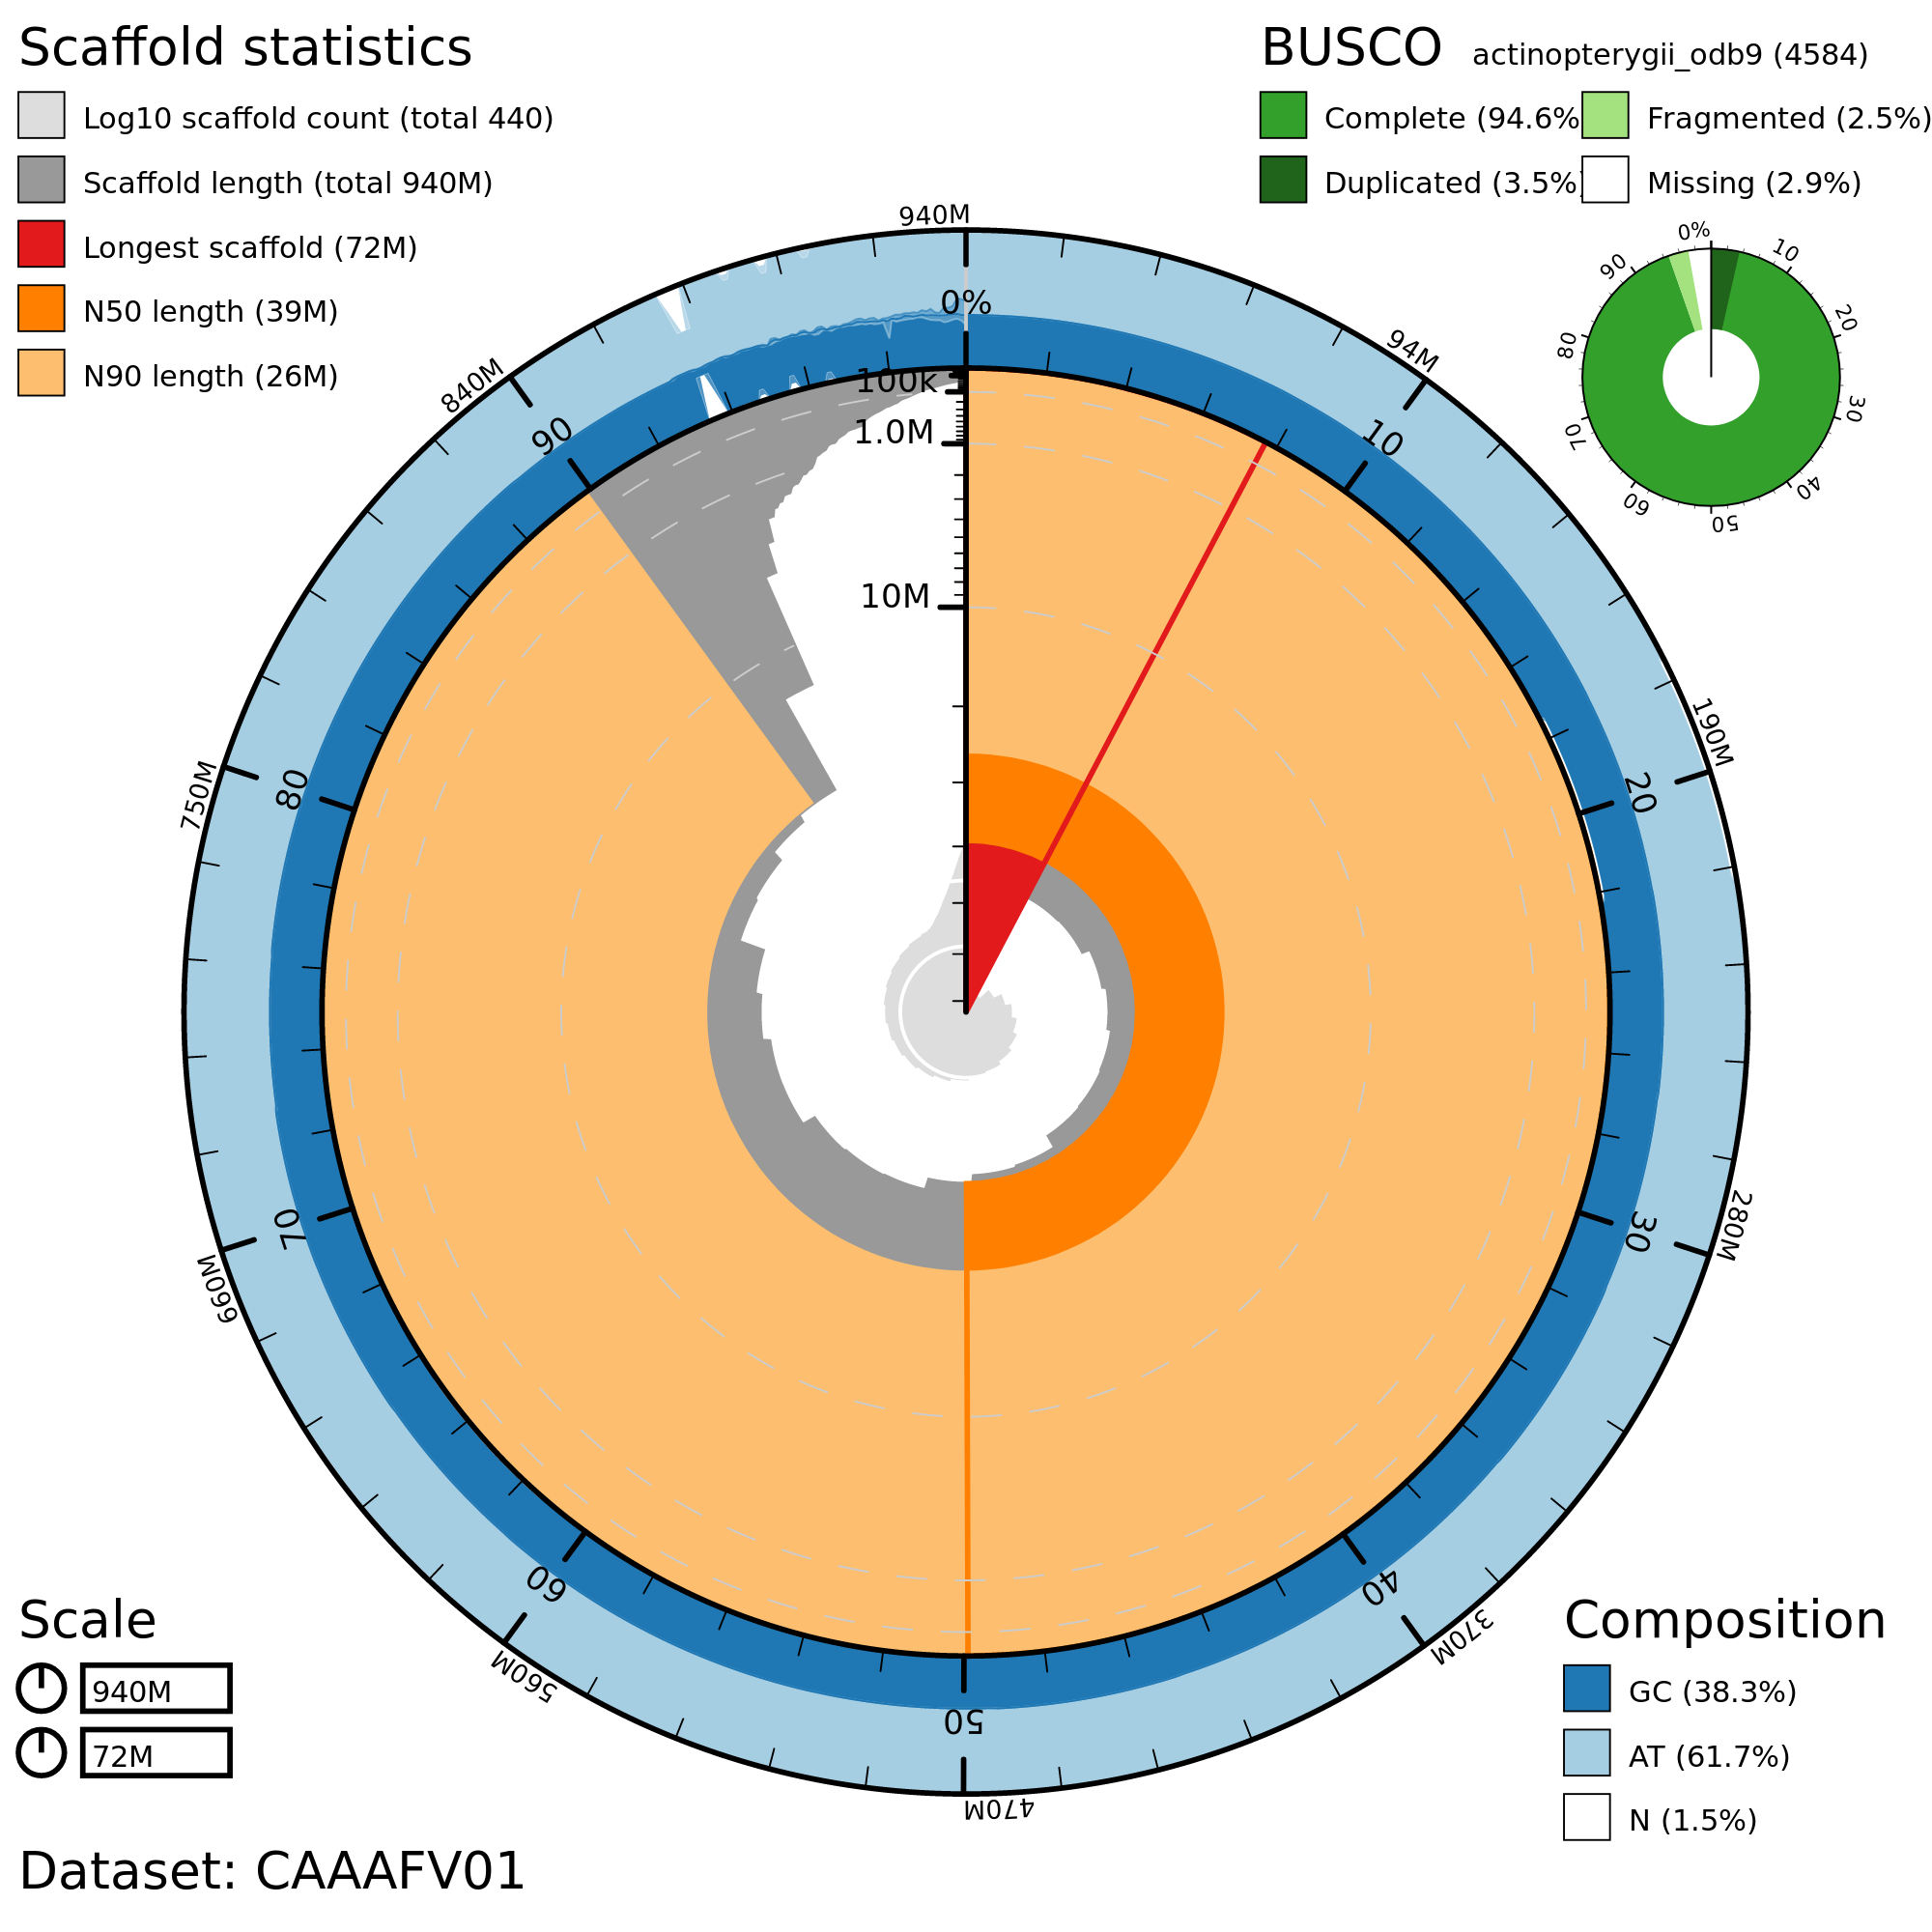 Scaffold statistics
Log10 scaffold count (total 440)
Scaffold length (total 940M)
Longest scaffold (72M)
N50 length (39M)
N90 length (26M)
BUSCO actinopterygii_odb9 (4584)
Complete (94.6%
Fragmented (2.5%)
Duplicated (3.5%)
Missing (2.9%)
0%
10
20
30
40
50
60
70
80
90
940M
94M
190M
280M
370M
470M
560M
660M
750M
840M
0%
10
20
30
40
50
60
70
80
90
100k
1.0M
10M
Scale
940M
72M
Composition
GC (38.3%)
AT (61.7%)
N (1.5%)
Dataset: CAAAFV01